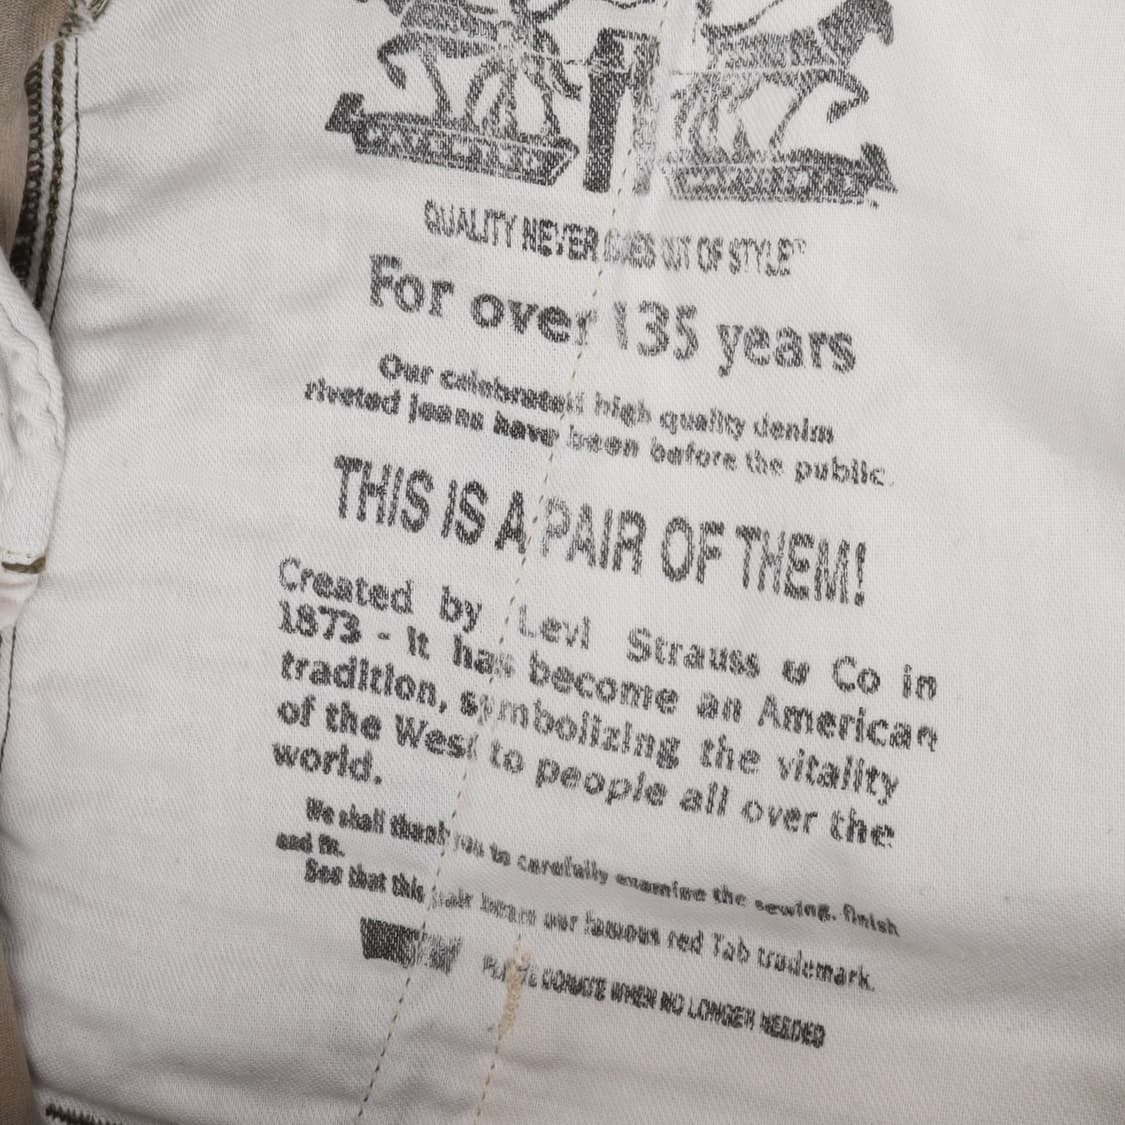 QUALITY NEVER GOES OUT OF STYLE™
For over 135 years
Our celebrated high quality denim
riveted jeans have been before the public.
THIS IS A PAIR OF THEM!
Created by Levi Strauss & Co in
1873 - it has become an American
tradition, symbolizing the vitality
of the West to people all over the
world.
We shall thank you to carefully examine the sewing, finish
and fit.
See that this pair bears our famous red Tab trademark.
PLEASE DONATE WHEN NO LONGER NEEDED